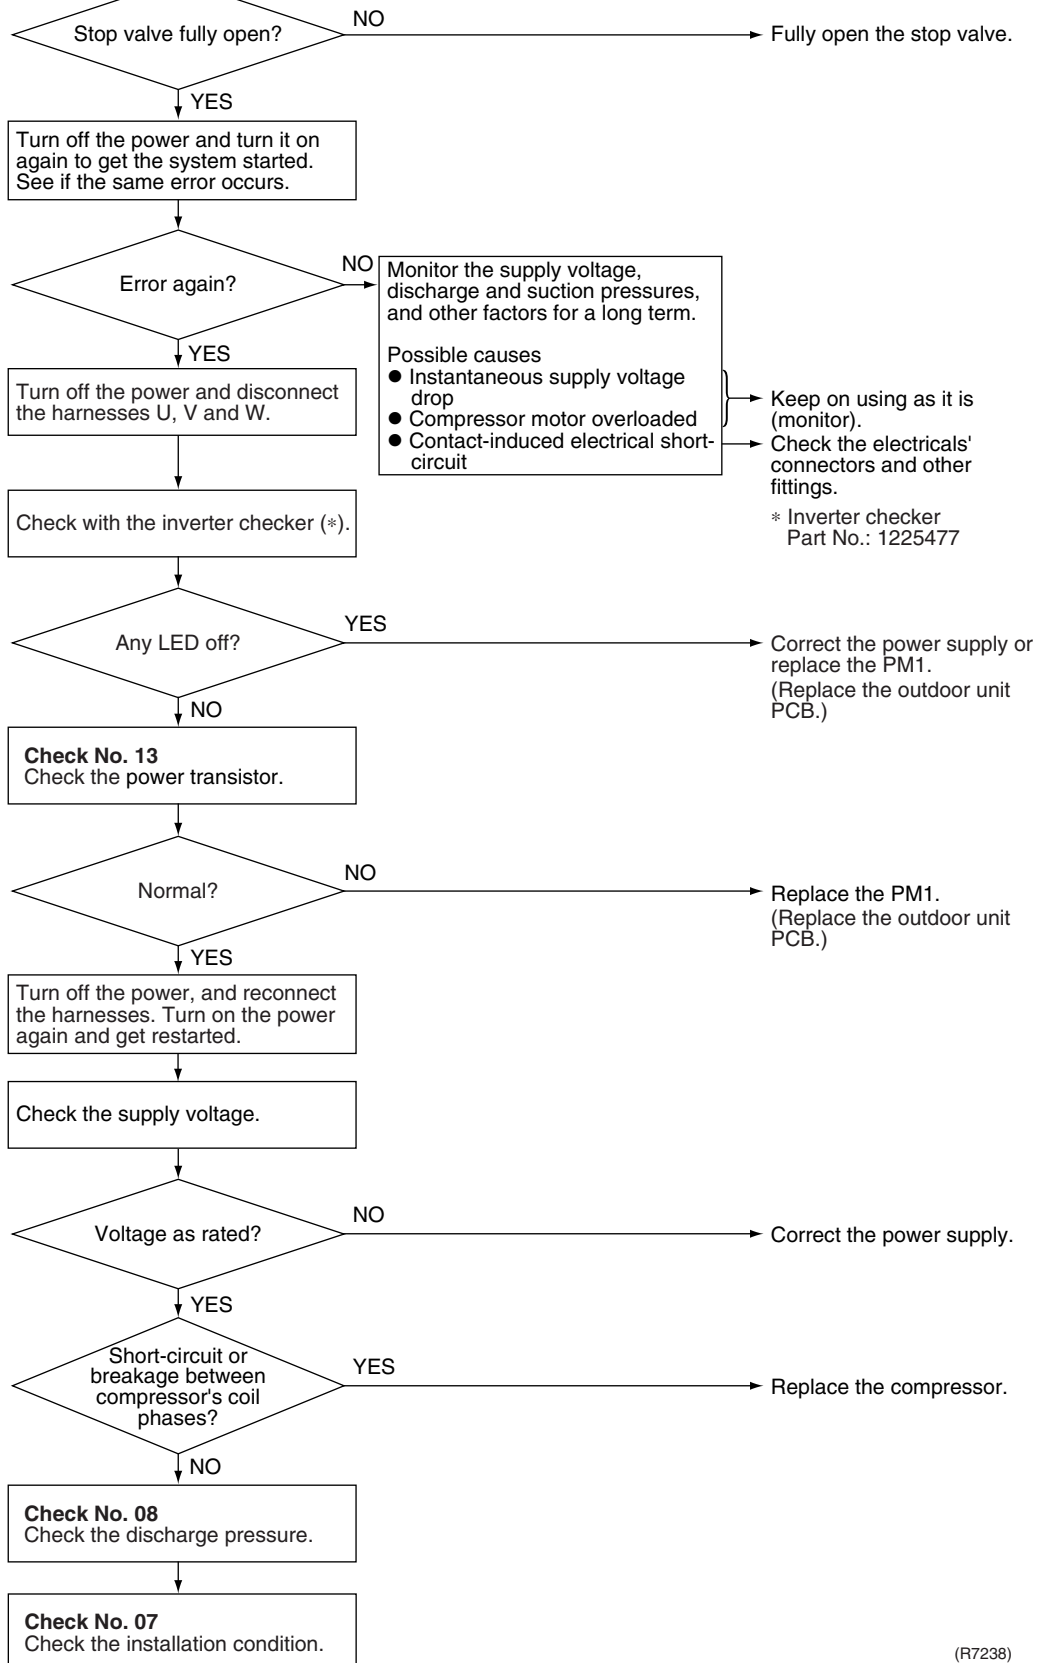 Stop valve fully open?
NO
Fully open the stop valve.
YES
Turn off the power and turn it on
again to get the system started.
See if the same error occurs.
Error again?
NO
Monitor the supply voltage,
discharge and suction pressures,
and other factors for a long term.
Possible causes
● Instantaneous supply voltage
drop
● Compressor motor overloaded
● Contact-induced electrical short-
circuit
Keep on using as it is
(monitor).
Check the electricals'
connectors and other
fittings.
* Inverter checker
Part No.: 1225477
YES
Turn off the power and disconnect
the harnesses U, V and W.
Check with the inverter checker (*).
Any LED off?
YES
Correct the power supply or
replace the PM1.
(Replace the outdoor unit
PCB.)
NO
Check No. 13
Check the power transistor.
Normal?
NO
Replace the PM1.
(Replace the outdoor unit
PCB.)
YES
Turn off the power, and reconnect
the harnesses. Turn on the power
again and get restarted.
Check the supply voltage.
Voltage as rated?
NO
Correct the power supply.
YES
Short-circuit or
breakage between
compressor's coil
phases?
YES
Replace the compressor.
NO
Check No. 08
Check the discharge pressure.
Check No. 07
Check the installation condition.
(R7238)